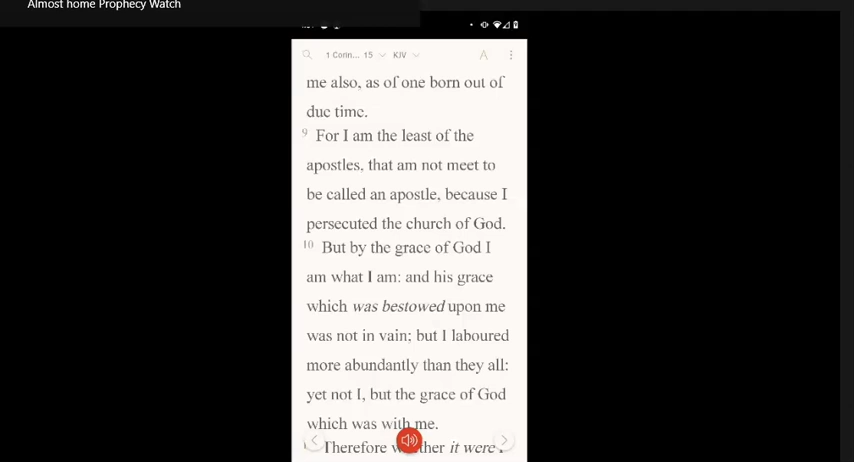 Almost home Prophecy Watch
1 Corin... 15 KJV A
me also, as of one born out of
due time.
9 For I am the least of the
apostles, that am not meet to
be called an apostle, because I
persecuted the church of God.
10 But by the grace of God I
am what I am: and his grace
which was bestowed upon me
was not in vain; but I laboured
more abundantly than they all:
yet not I, but the grace of God
which was with me.
Therefore it were I